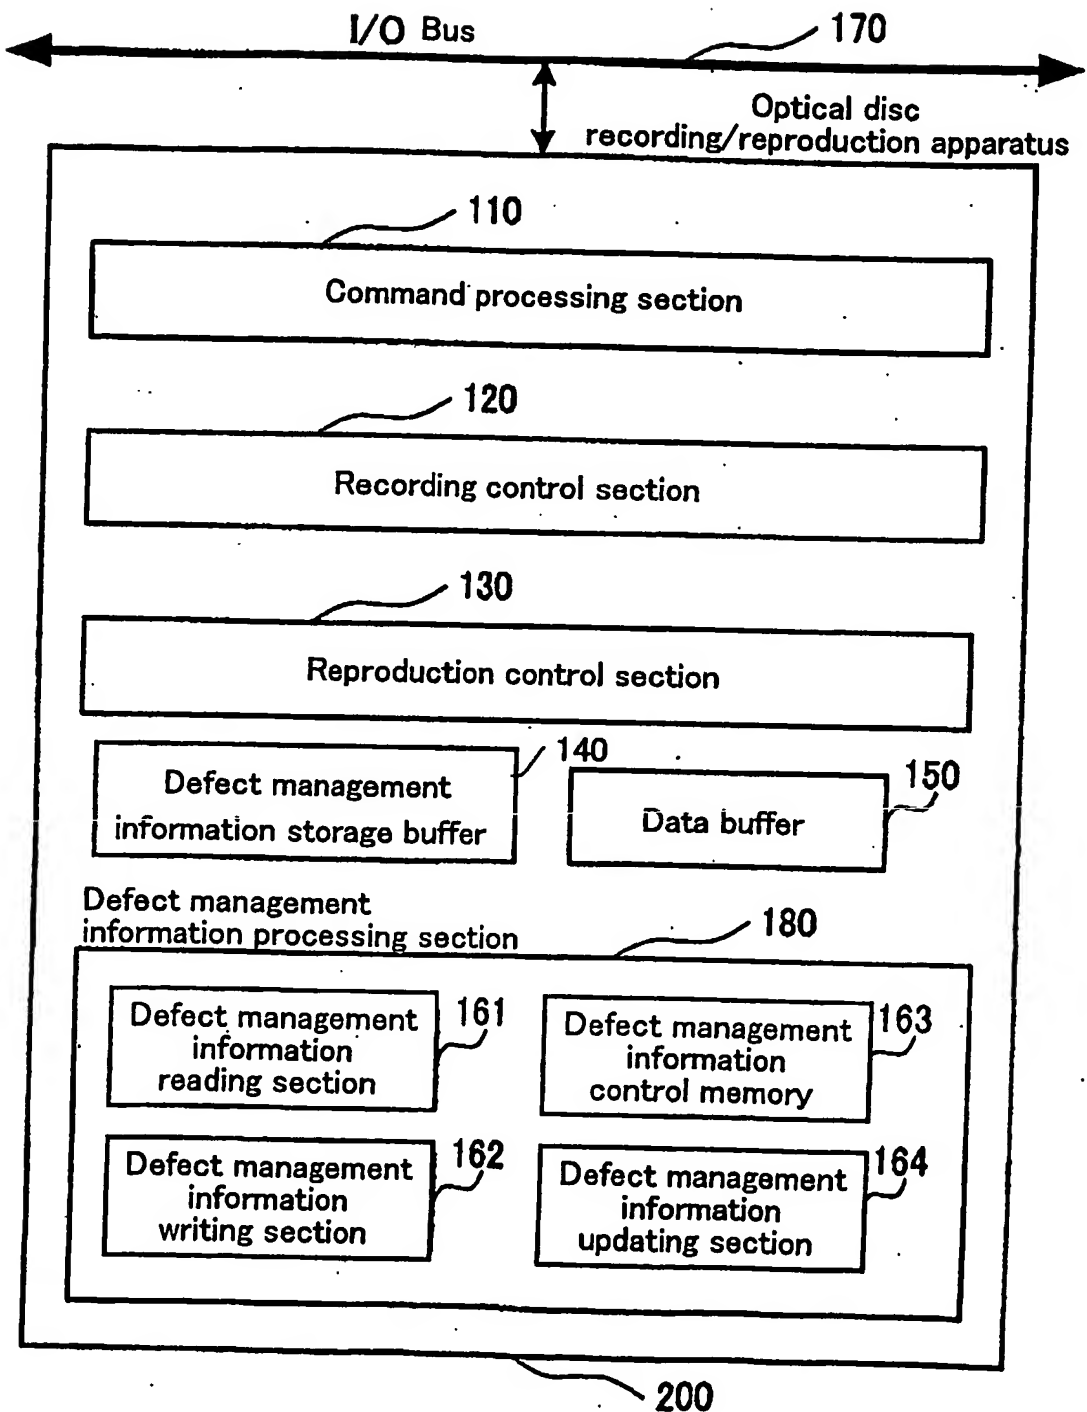 I/O Bus
170
Optical disc
recording/reproduction apparatus
110
Command processing section
120
Recording control section
130
Reproduction control section
140
Defect management
information storage buffer
150
Data buffer
Defect management
information processing section
180
Defect management
information
reading section
161
Defect management
information
control memory
163
Defect management
information
writing section
162
Defect management
information
updating section
164
200